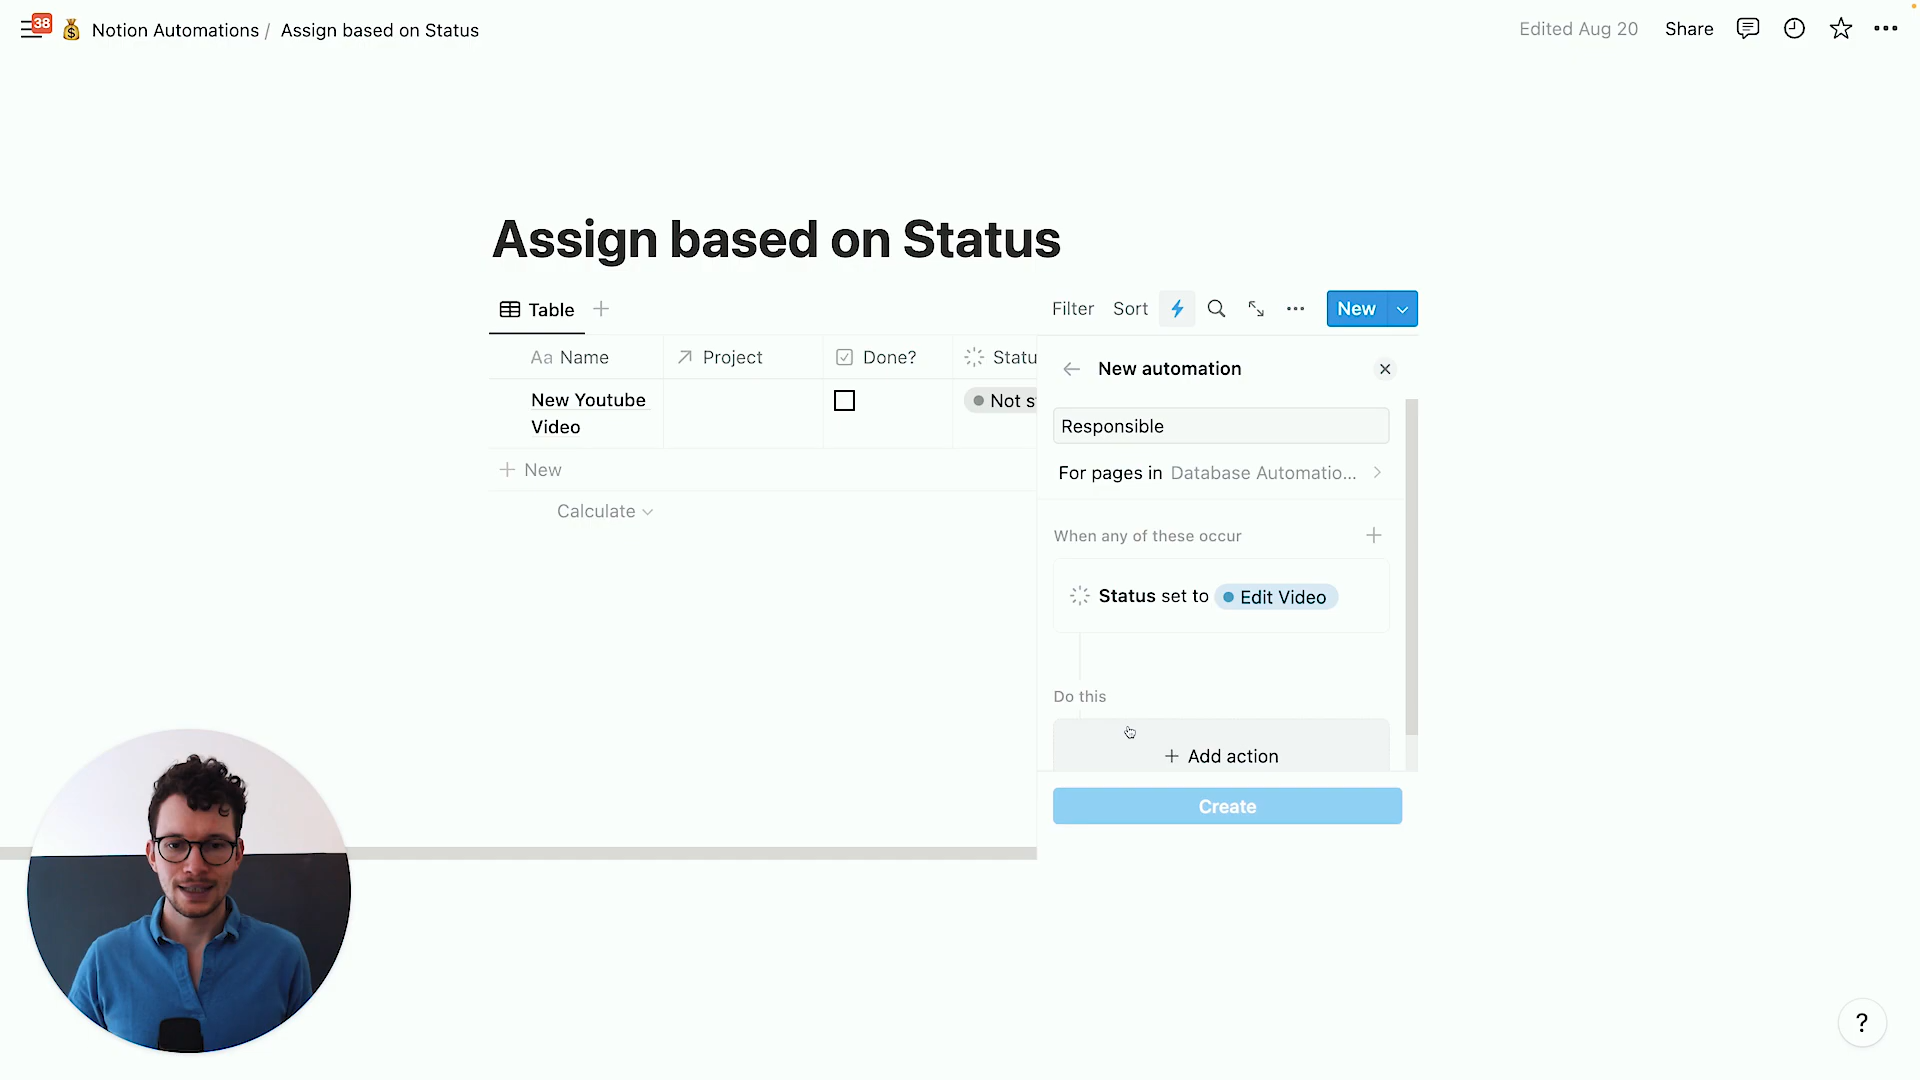 38 Notion Automations / Assign based on Status
Edited Aug 20 Share
Assign based on Status
Table
Filter Sort New
Aa Name Project Done? Statu
New Youtube
Video
Not s
New
Calculate
New automation
Responsible
For pages in Database Automatio...
When any of these occur
Status set to Edit Video
Do this
Add action
Create
?